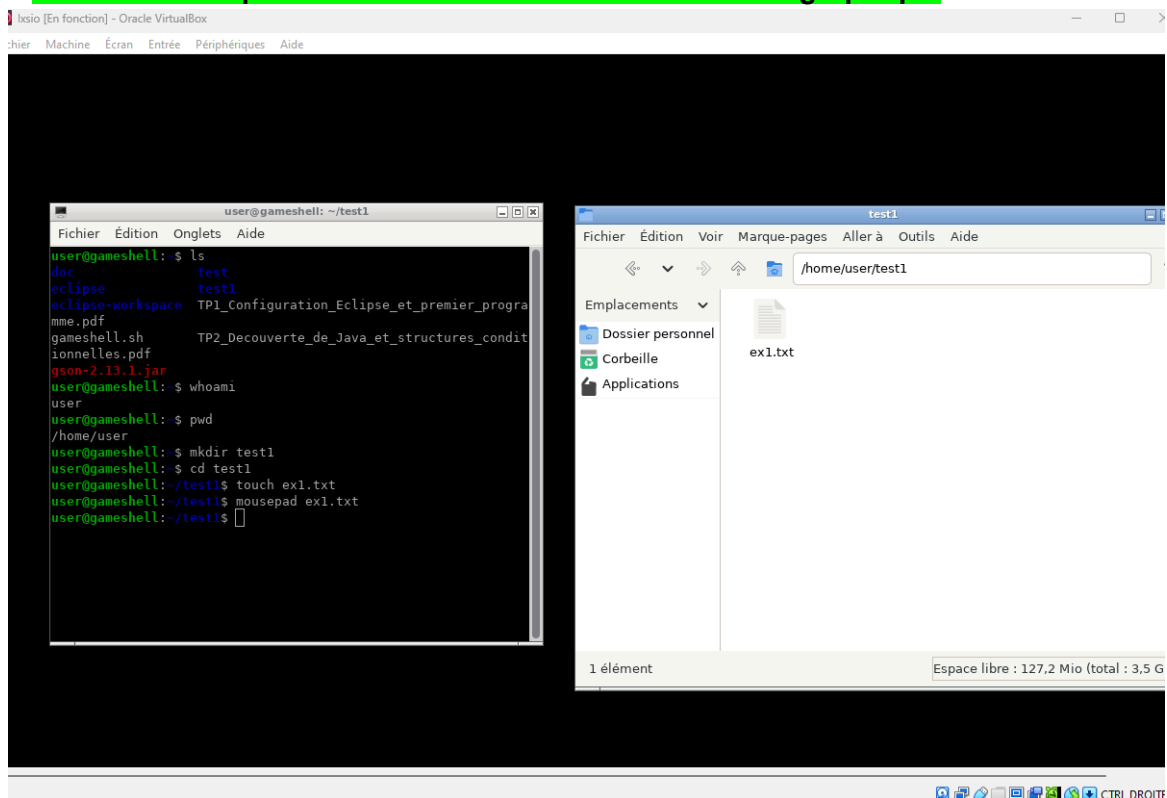 lxsio [En fonction] - Oracle VirtualBox
Machine Écran Entrée Périphériques Aide
user@gameshell: ~/test1
Fichier Édition Onglets Aide
user@gameshell:~$ ls
doc test
eclipse test1
eclipse-workspace TP1_Configuration_Eclipse_et_premier_progra
mme.pdf
gameshell.sh TP2_Decouverte_de_Java_et_structures_condit
ionnelles.pdf
gson-2.13.1.jar
user@gameshell:~$ whoami
user
user@gameshell:~$ pwd
/home/user
user@gameshell:~$ mkdir test1
user@gameshell:~$ cd test1
user@gameshell:~/test1$ touch ex1.txt
user@gameshell:~/test1$ mousepad ex1.txt
user@gameshell:~/test1$
test1
Fichier Édition Voir Marque-pages Aller à Outils Aide
/home/user/test1
Emplacements
Dossier personnel
Corbeille
Applications
ex1.txt
1 élément
Espace libre : 127,2 Mio (total : 3,5 G
CTRL DROITE